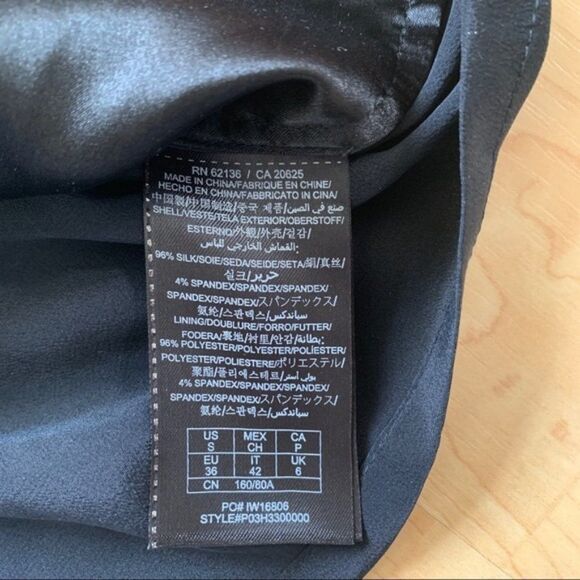 RN 62136 / CA 20625
MADE IN CHINA/FABRIQUE EN CHINE/
HECHO EN CHINA/FABBRICATO IN CINA/
中国製/中国制造/중국 제품/صنع في الصين/
SHELL/VESTE/TELA EXTERIOR/OBERSTOFF/
ESTERNO/外観/外壳/겉감/
القماش الخارجي للباس:
96% SILK/SOIE/SEDA/SEIDE/SETA/絹/真丝/
실크/حرير/
4% SPANDEX/SPANDEX/SPANDEX/
SPANDEX/SPANDEX/スパンデックス/
氨纶/스판덱스/سباندكس/
LINING/DOUBLURE/FORRO/FUTTER/
FODERA/裏地/衬里/안감/بطانة:
96% POLYESTER/POLYESTER/POLIÉSTER/
POLYESTER/POLIESTERE/ポリエステル/
聚酯/폴리에스테르/بولي استر/
4% SPANDEX/SPANDEX/SPANDEX/
SPANDEX/SPANDEX/スパンデックス/
氨纶/스판덱스/سباندكس/
US MEX CA
S CH P
EU IT UK
36 42 6
CN 160/80A
PO# IW16806
STYLE#P03H3300000